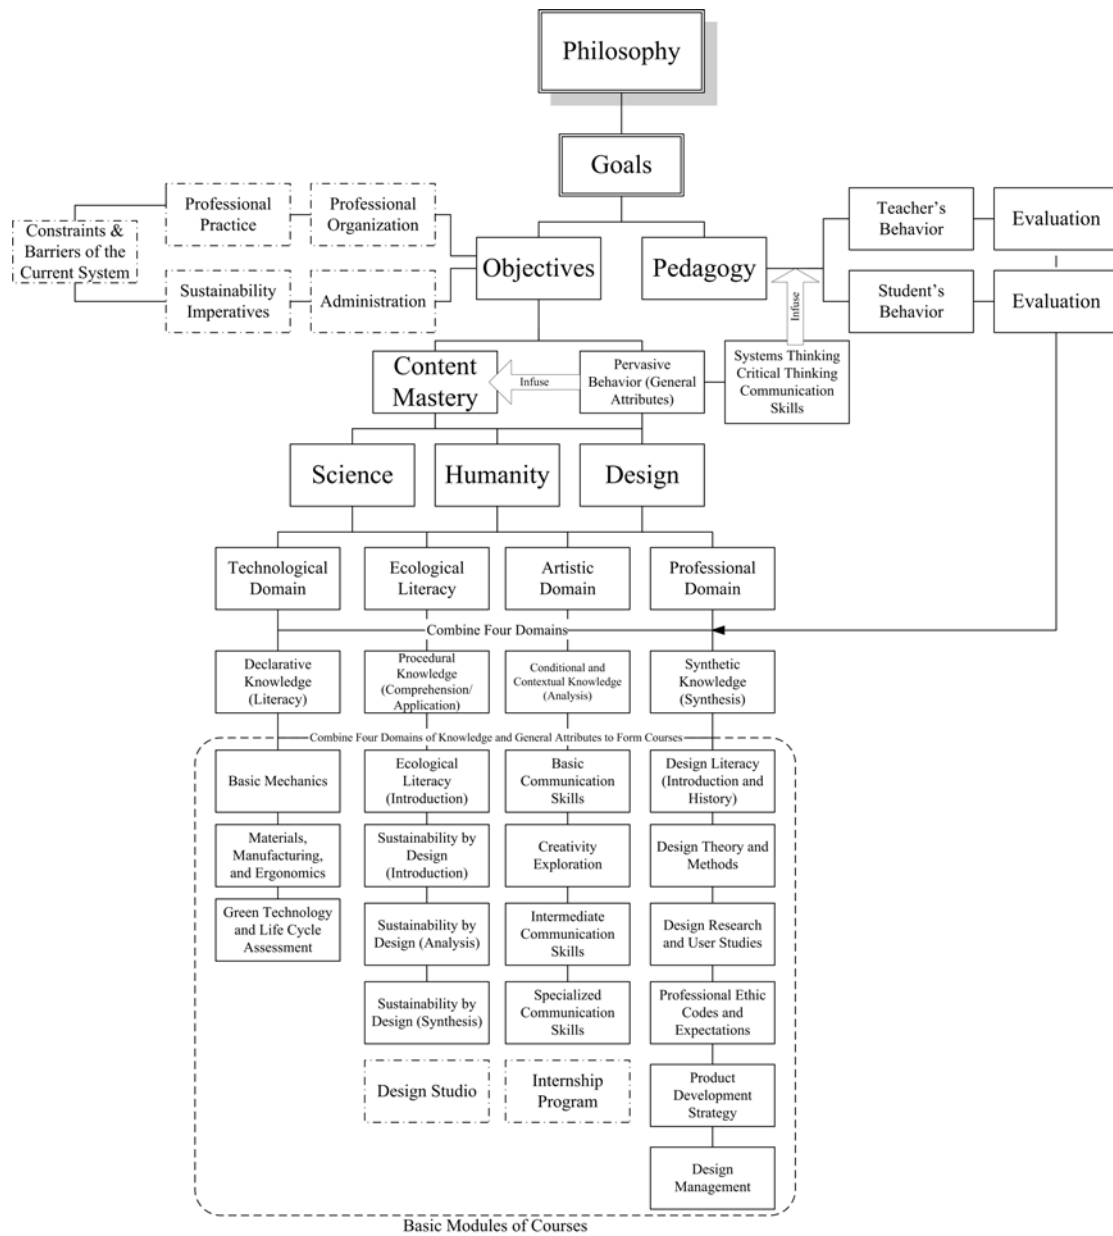 Philosophy
Goals
Professional
Practice
Professional
Organization
Teacher's
Behavior
Evaluation
Constraints &
Barriers of the
Current System
Objectives
Pedagogy
Sustainability
Imperatives
Administration
Student's
Behavior
Evaluation
Infuse
Content
Mastery
Infuse
Pervasive
Behavior (General
Attributes)
Systems Thinking
Critical Thinking
Communication
Skills
Science
Humanity
Design
Technological
Domain
Ecological
Literacy
Artistic
Domain
Professional
Domain
Combine Four Domains
Declarative
Knowledge
(Literacy)
Procedural
Knowledge
(Comprehension/
Application)
Conditional and
Contextual Knowledge
(Analysis)
Synthetic
Knowledge
(Synthesis)
Combine Four Domains of Knowledge and General Attributes to Form Courses
Basic Mechanics
Ecological
Literacy
(Introduction)
Basic
Communication
Skills
Design Literacy
(Introduction and
History)
Materials,
Manufacturing,
and Ergonomics
Sustainability by
Design
(Introduction)
Creativity
Exploration
Design Theory and
Methods
Green Technology
and Life Cycle
Assessment
Sustainability by
Design (Analysis)
Intermediate
Communication
Skills
Design Research
and User Studies
Sustainability by
Design (Synthesis)
Specialized
Communication
Skills
Professional Ethic
Codes and
Expectations
Design Studio
Internship
Program
Product
Development
Strategy
Design
Management
Basic Modules of Courses